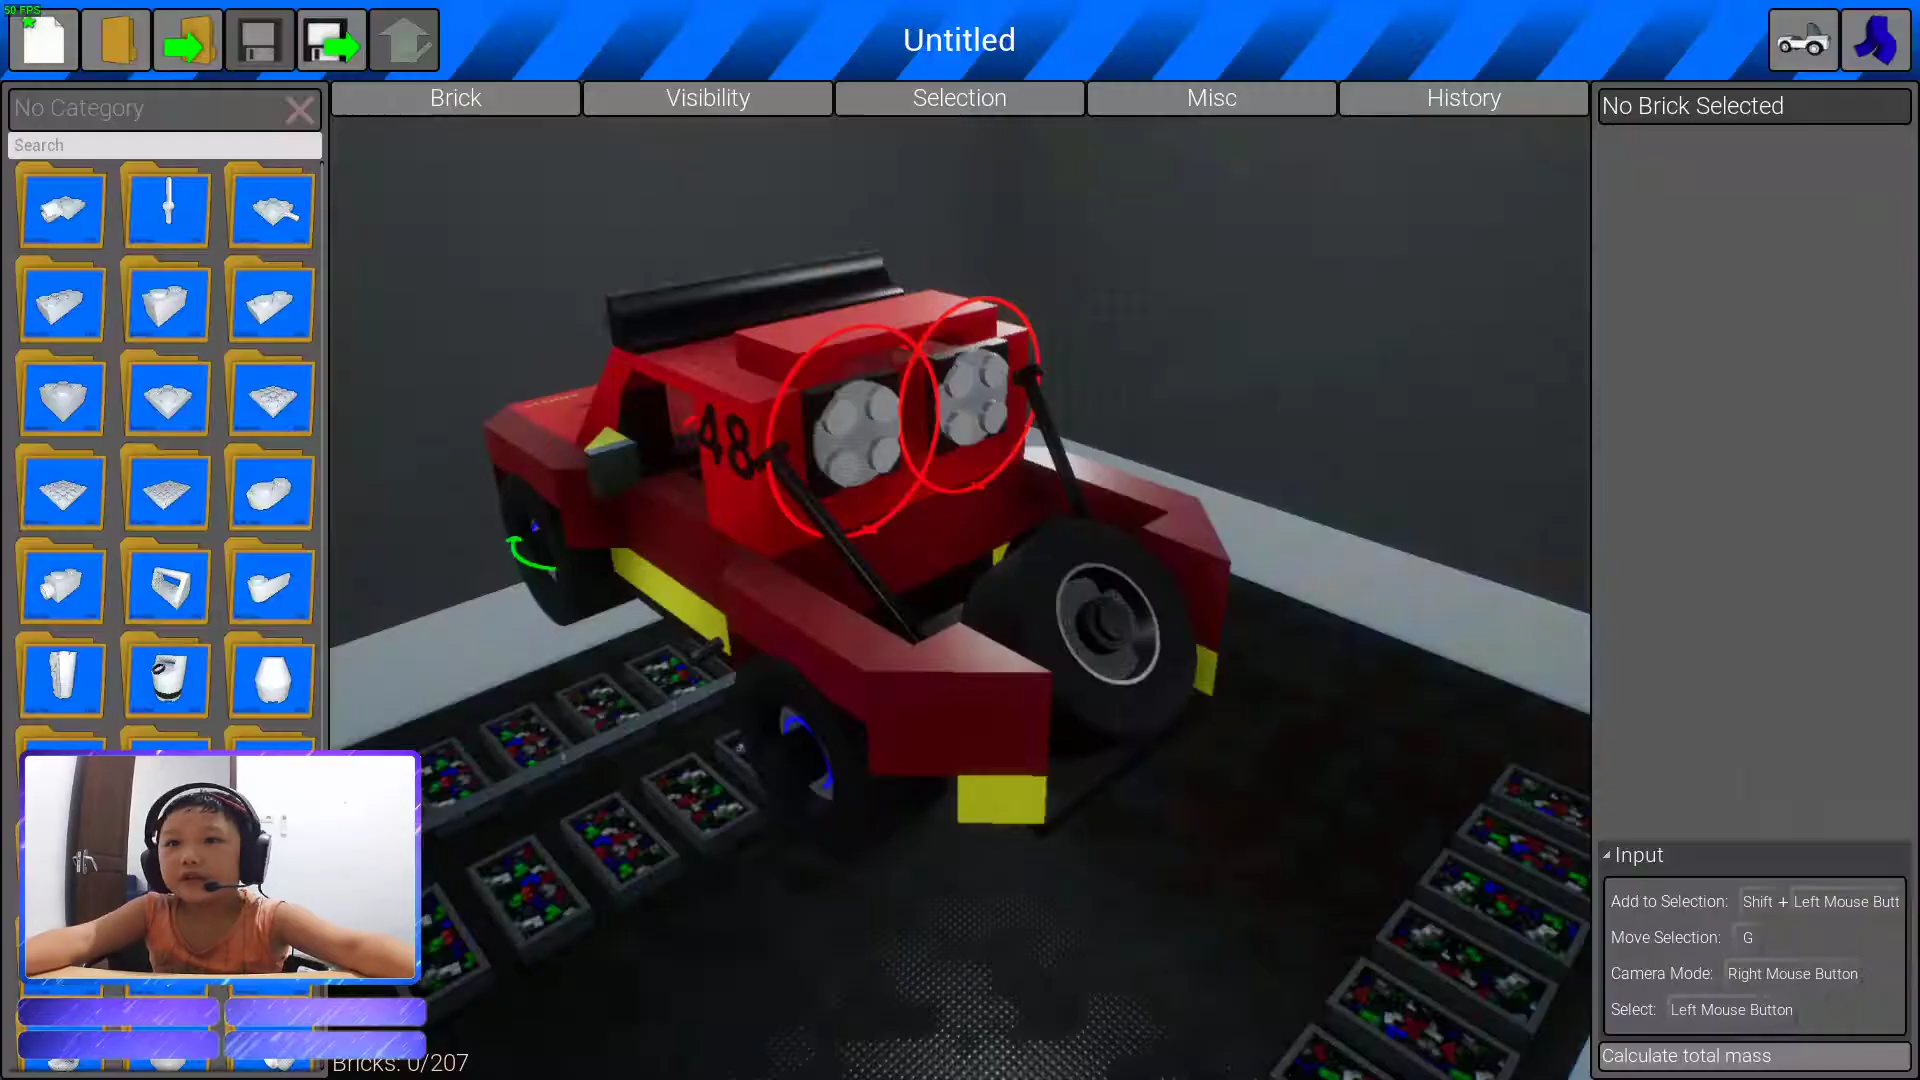 50 FPS
Untitled
No Category
Search
Brick
Visibility
Selection
Misc
History
No Brick Selected
48
Input
Add to Selection: Shift + Left Mouse Butt
Move Selection: G
Camera Mode: Right Mouse Button
Select: Left Mouse Button
Calculate total mass
Bricks: 0/207